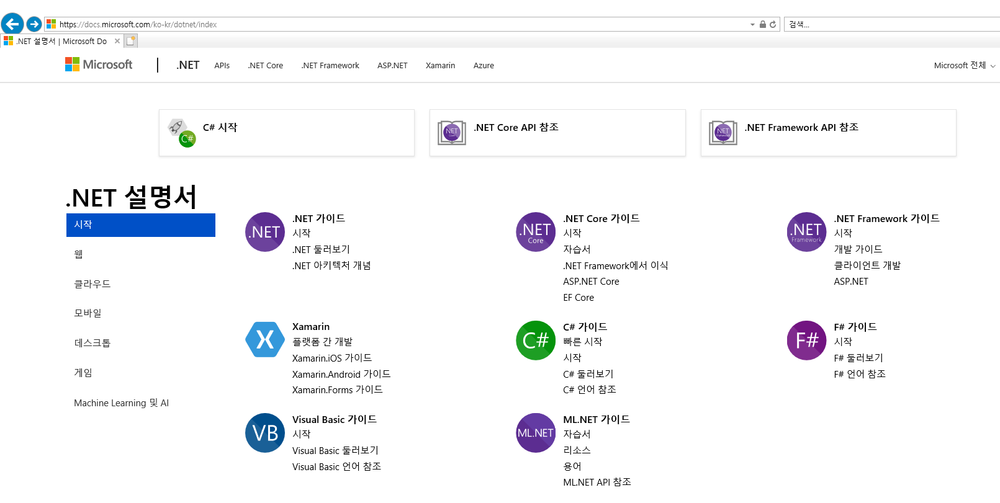 https://docs.microsoft.com/ko-kr/dotnet/index
검색...
.NET 설명서 | Microsoft Do
Microsoft
.NET
APIs
.NET Core
.NET Framework
ASP.NET
Xamarin
Azure
Microsoft 전체
C#
C# 시작
.NET Core
.NET Core API 참조
.NET Framework
.NET Framework API 참조
.NET 설명서
시작
웹
클라우드
모바일
데스크톱
게임
Machine Learning 및 AI
.NET
.NET 가이드
시작
.NET 둘러보기
.NET 아키텍처 개념
.NET
Core
.NET Core 가이드
시작
자습서
.NET Framework에서 이식
ASP.NET Core
EF Core
.NET
Framework
.NET Framework 가이드
시작
개발 가이드
클라이언트 개발
ASP.NET
X
Xamarin
플랫폼 간 개발
Xamarin.iOS 가이드
Xamarin.Android 가이드
Xamarin.Forms 가이드
C#
C# 가이드
빠른 시작
시작
C# 둘러보기
C# 언어 참조
F#
F# 가이드
시작
F# 둘러보기
F# 언어 참조
VB
Visual Basic 가이드
시작
Visual Basic 둘러보기
Visual Basic 언어 참조
ML.NET
ML.NET 가이드
자습서
리소스
용어
ML.NET API 참조